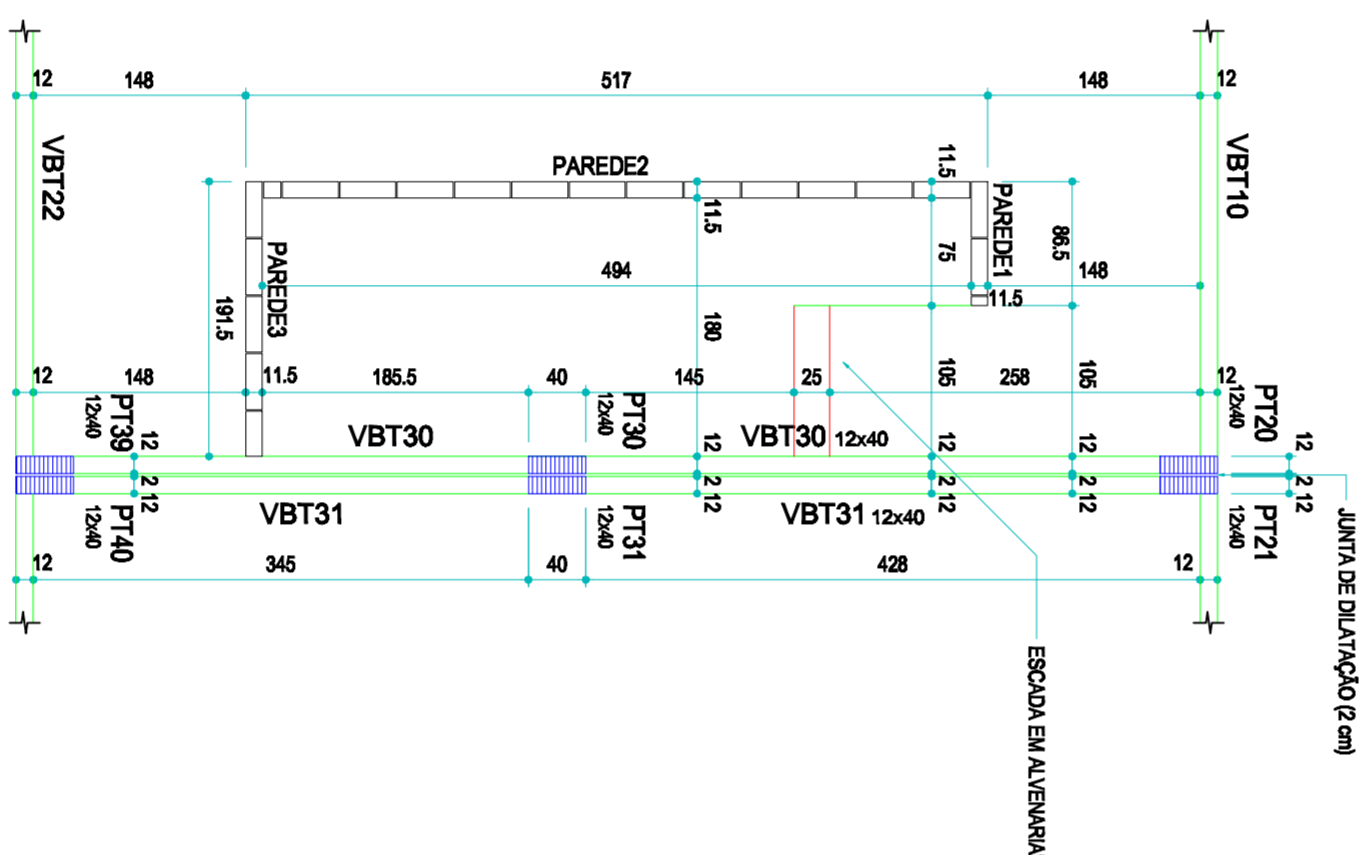 12
148
517
148
12
VBT22
VBT10
PAREDE2
11.5
11.5
PAREDE1
86.5
75
494
148
11.5
PAREDE3
191.5
180
12
148
11.5
185.5
40
145
25
105
258
105
12
PT39
12x40
12
VBT30
PT30
12x40
12
VBT30 12x40
12
12
PT20
12x40
12
2
12
2
12
2
12
2
12
2
12
PT40
12x40
VBT31
PT31
12x40
VBT31 12x40
PT21
12x40
12
345
40
428
12
JUNTA DE DILATAÇÃO (2 cm)
ESCADA EM ALVENARIA